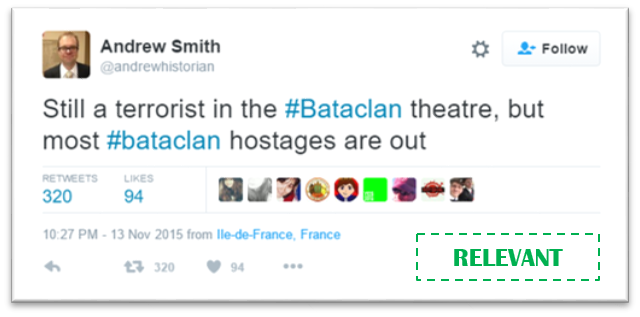 Andrew Smith
@andrewhistorian
Follow
Still a terrorist in the #Bataclan theatre, but
most #bataclan hostages are out
RETWEETS LIKES
320 94
10:27 PM - 13 Nov 2015 from Ile-de-France, France
320 94
RELEVANT